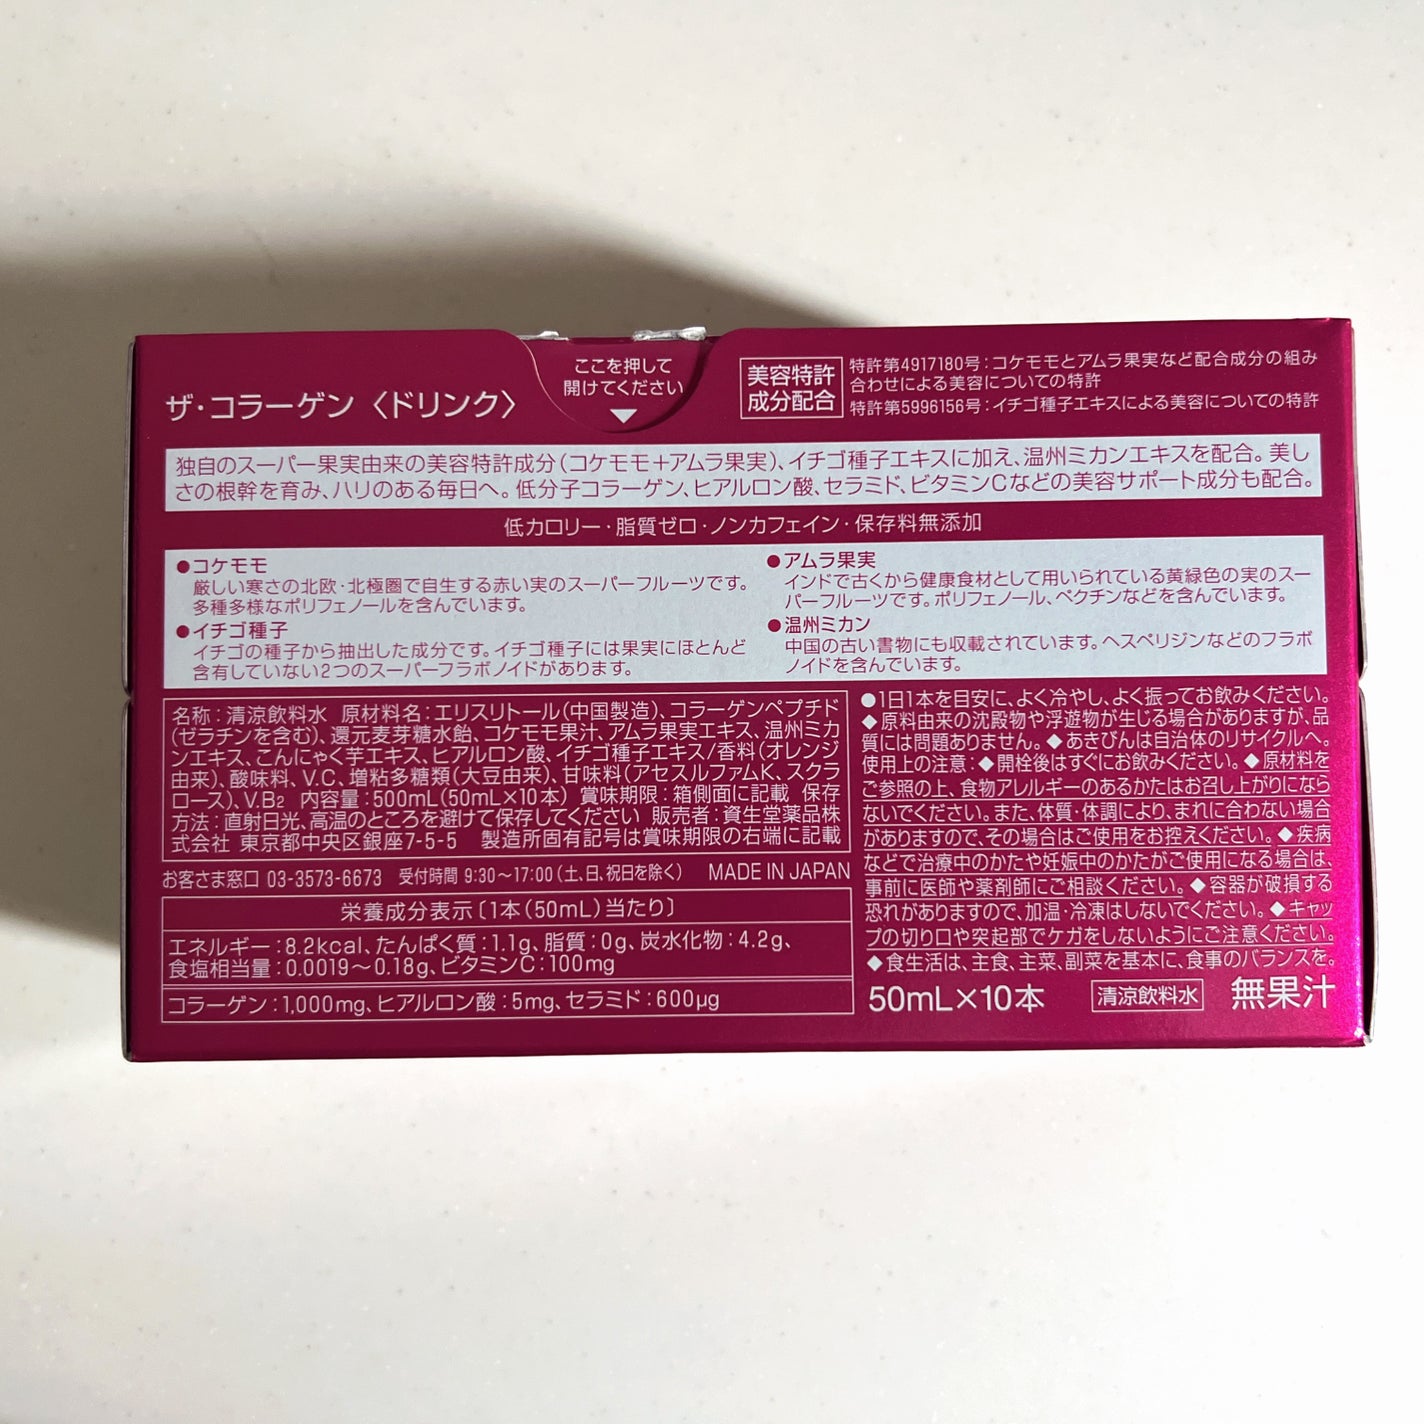 ここを押して
開けてください
ザ・コラーゲン〈ドリンク〉
美容特許
成分配合
特許第4917180号：コケモモとアムラ果実など配合成分の組み
合わせによる美容についての特許
特許第5996156号：イチゴ種子エキスによる美容についての特許
独自のスーパー果実由来の美容特許成分（コケモモ＋アムラ果実）、イチゴ種子エキスに加え、温州ミカンエキスを配合。美し
さの根幹を育み、ハリのある毎日へ。低分子コラーゲン、ヒアルロン酸、セラミド、ビタミンCなどの美容サポート成分も配合。
低カロリー・脂質ゼロ・ノンカフェイン・保存料無添加
●コケモモ
厳しい寒さの北欧・北極圏で自生する赤い実のスーパーフルーツです。
多種多様なポリフェノールを含んでいます。
●イチゴ種子
イチゴの種子から抽出した成分です。イチゴ種子には果実にほとんど
含有していない2つのスーパーフラボノイドがあります。
●アムラ果実
インドで古くから健康食材として用いられている黄緑色の実のスー
パーフルーツです。ポリフェノール、ペクチンなどを含んでいます。
●温州ミカン
中国の古い書物にも収載されています。ヘスペリジンなどのフラボ
ノイドを含んでいます。
名称：清涼飲料水 原材料名：エリスリトール（中国製造）、コラーゲンペプチド
（ゼラチンを含む）、還元麦芽糖水飴、コケモモ果汁、アムラ果実エキス、温州ミカ
ンエキス、こんにゃく芋エキス、ヒアルロン酸、イチゴ種子エキス/香料（オレンジ
由来）、酸味料、V.C、増粘多糖類（大豆由来）、甘味料（アセスルファムK、スクラ
ロース）、V.B₂ 内容量：500mL（50mL×10本） 賞味期限：箱側面に記載 保存
方法：直射日光、高温のところを避けて保存してください 販売者：資生堂薬品株
式会社 東京都中央区銀座7-5-5 製造所固有記号は賞味期限の右端に記載
お客さま窓口 03-3573-6673 受付時間 9:30〜17:00（土、日、祝日を除く） MADE IN JAPAN
栄養成分表示〔1本（50mL）当たり〕
エネルギー：8.2kcal、たんぱく質：1.1g、脂質：0g、炭水化物：4.2g、
食塩相当量：0.0019〜0.18g、ビタミンC：100mg
コラーゲン：1,000mg、ヒアルロン酸：5mg、セラミド：600μg
●1日1本を目安に、よく冷やし、よく振ってお飲みください。
◆原料由来の沈殿物や浮遊物が生じる場合がありますが、品
質には問題ありません。◆あきびんは自治体のリサイクルへ。
使用上の注意：◆開栓後はすぐにお飲みください。◆原材料を
ご参照の上、食物アレルギーのあるかたはお召し上がりになら
ないでください。また、体質・体調により、まれに合わない場合
がありますので、その場合はご使用をお控えください。◆疾病
などで治療中のかたや妊娠中のかたがご使用になる場合は、
事前に医師や薬剤師にご相談ください。◆容器が破損する
恐れがありますので、加温・冷凍はしないでください。◆キャッ
プの切り口や突起部でケガをしないようにご注意ください。
◆食生活は、主食、主菜、副菜を基本に、食事のバランスを。
50mL×10本 清涼飲料水 無果汁